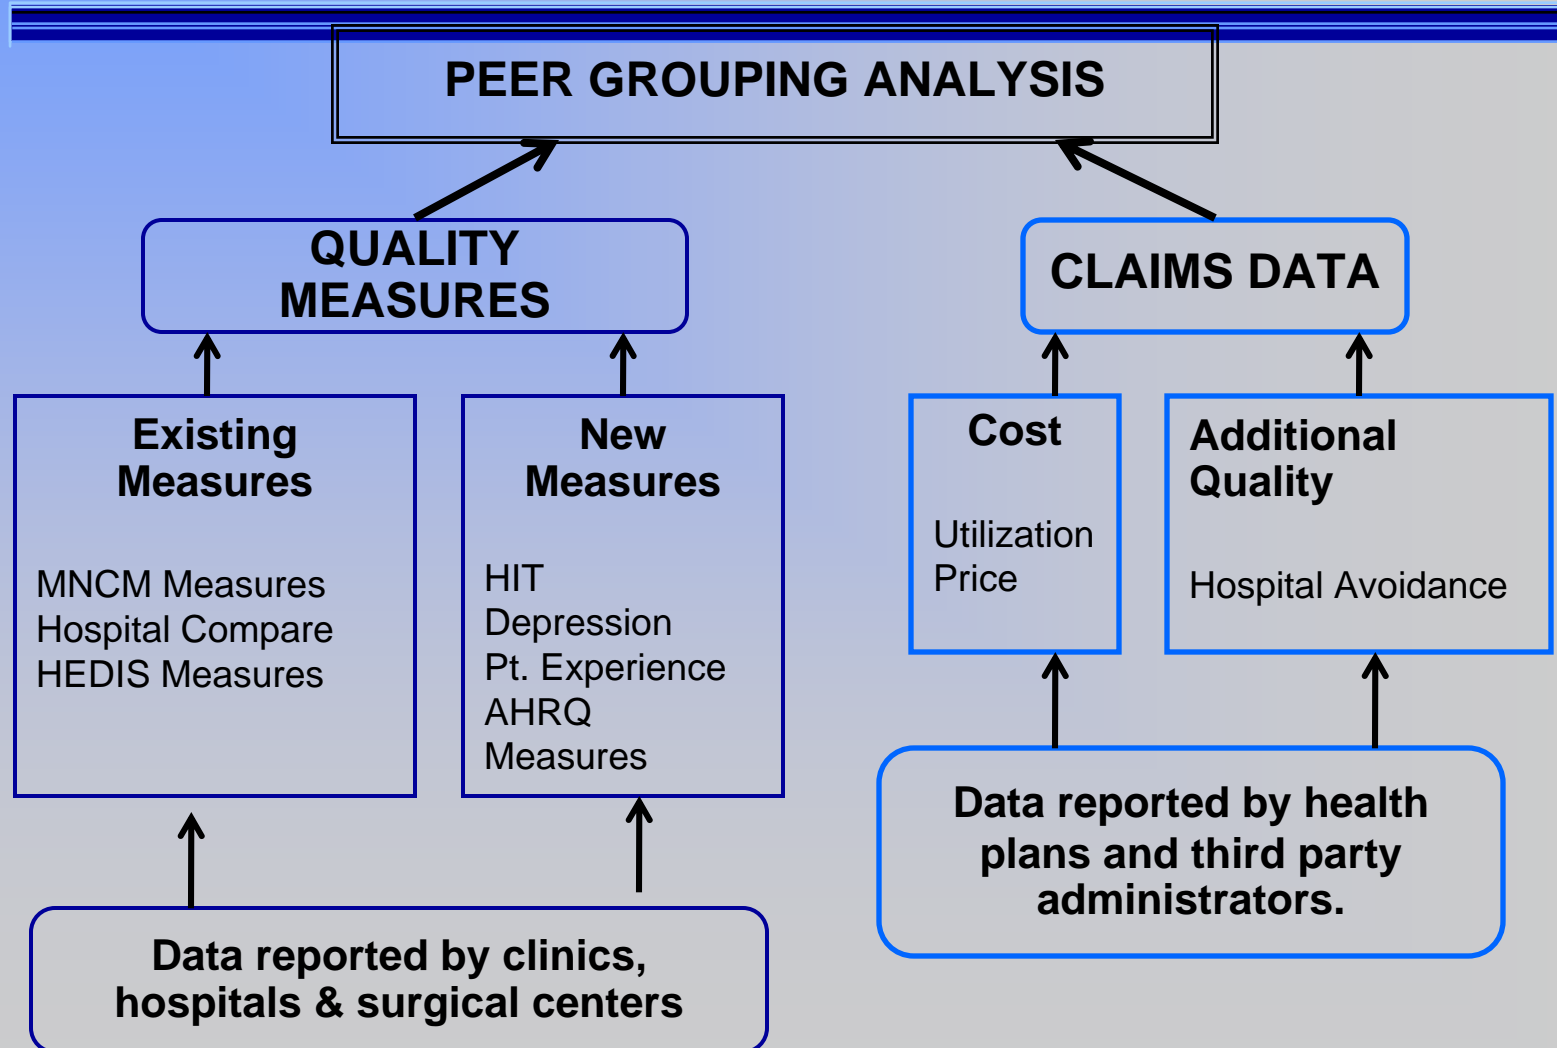 PEER GROUPING ANALYSIS
QUALITY
MEASURES
CLAIMS DATA
Existing
Measures
MNCM Measures
Hospital Compare
HEDIS Measures
New
Measures
HIT
Depression
Pt. Experience
AHRQ
Measures
Cost
Utilization
Price
Additional
Quality
Hospital Avoidance
Data reported by clinics,
hospitals & surgical centers
Data reported by health
plans and third party
administrators.